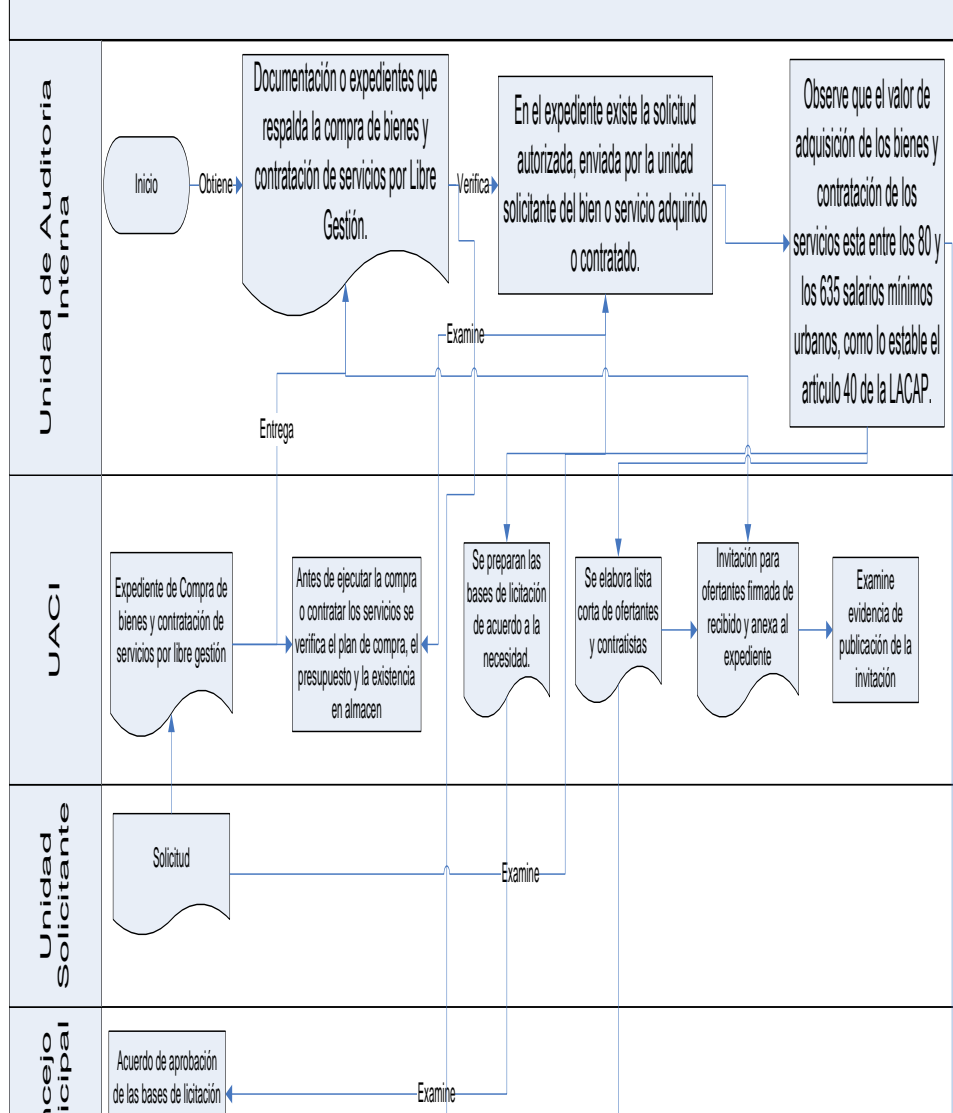 Unidad de Auditoria
Interna
Inicio
Obtiene
Documentación o expedientes que
respalda la compra de bienes y
contratación de servicios por Libre
Gestión.
Verifica
En el expediente existe la solicitud
autorizada, enviada por la unidad
solicitante del bien o servicio adquirido
o contratado.
Observe que el valor de
adquisición de los bienes y
contratación de los
servicios esta entre los 80 y
los 635 salarios mínimos
urbanos, como lo estable el
articulo 40 de la LACAP.
Examine
Entrega
UACI
Expediente de Compra de
bienes y contratación de
servicios por libre gestión
Antes de ejecutar la compra
o contratar los servicios se
verifica el plan de compra, el
presupuesto y la existencia
en almacen
Se preparan las
bases de licitación
de acuerdo a la
necesidad.
Se elabora lista
corta de ofertantes
y contratistas
Invitación para
ofertantes firmada de
recibido y anexa al
expediente
Examine
evidencia de
publicación de la
invitación
Unidad
Solicitante
Solicitud
Examine
ncejo
icipal
Acuerdo de aprobación
de las bases de licitación
Examine